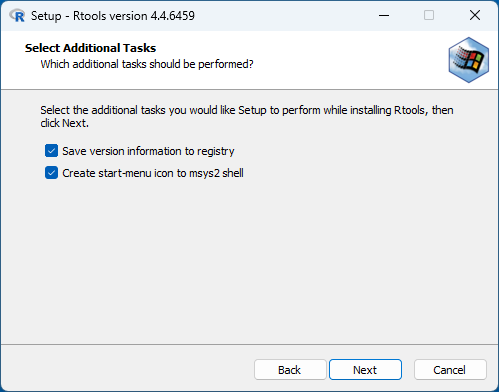 Setup - Rtools version 4.4.6459
Select Additional Tasks
Which additional tasks should be performed?
Select the additional tasks you would like Setup to perform while installing Rtools, then
click Next.
Save version information to registry
Create start-menu icon to msys2 shell
Back
Next
Cancel